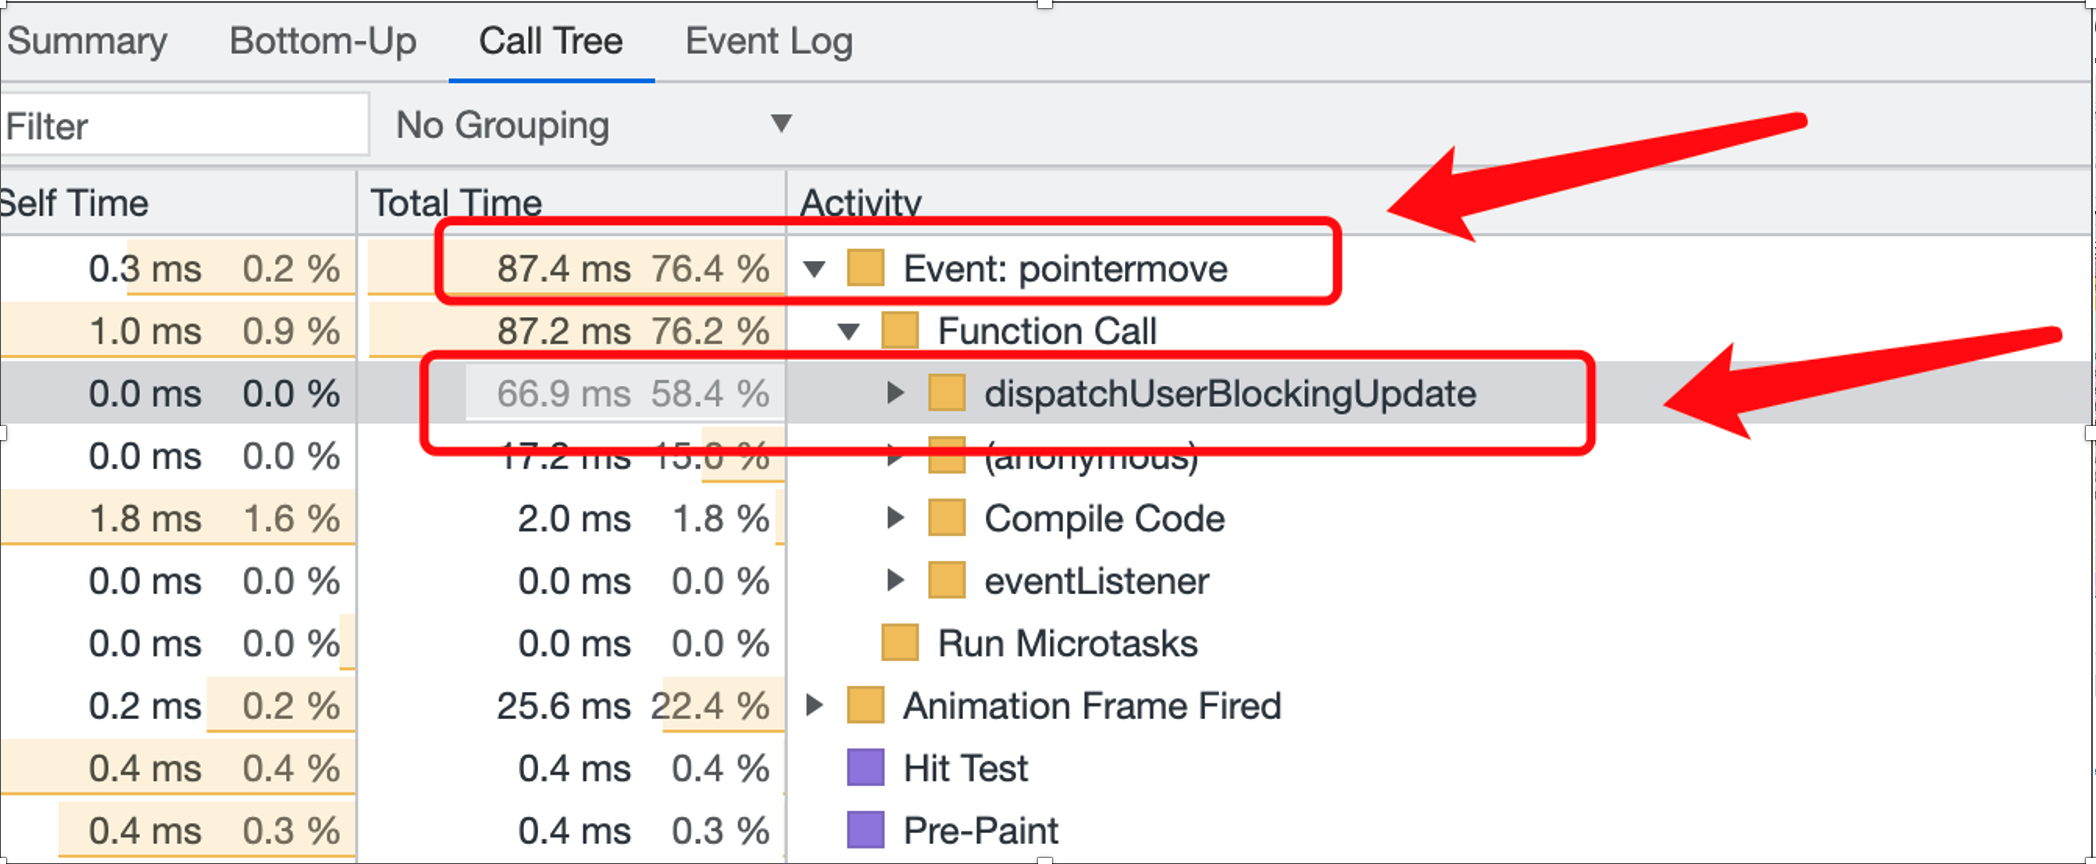 Summary Bottom-Up Call Tree Event Log
Filter No Grouping
Self Time Total Time Activity
0.3 ms 0.2 % 87.4 ms 76.4 % Event: pointermove
1.0 ms 0.9 % 87.2 ms 76.2 % Function Call
0.0 ms 0.0 % 66.9 ms 58.4 % dispatchUserBlockingUpdate
0.0 ms 0.0 % 17.2 ms 15.0 % (anonymous)
1.8 ms 1.6 % 2.0 ms 1.8 % Compile Code
0.0 ms 0.0 % 0.0 ms 0.0 % eventListener
0.0 ms 0.0 % 0.0 ms 0.0 % Run Microtasks
0.2 ms 0.2 % 25.6 ms 22.4 % Animation Frame Fired
0.4 ms 0.4 % 0.4 ms 0.4 % Hit Test
0.4 ms 0.3 % 0.4 ms 0.3 % Pre-Paint